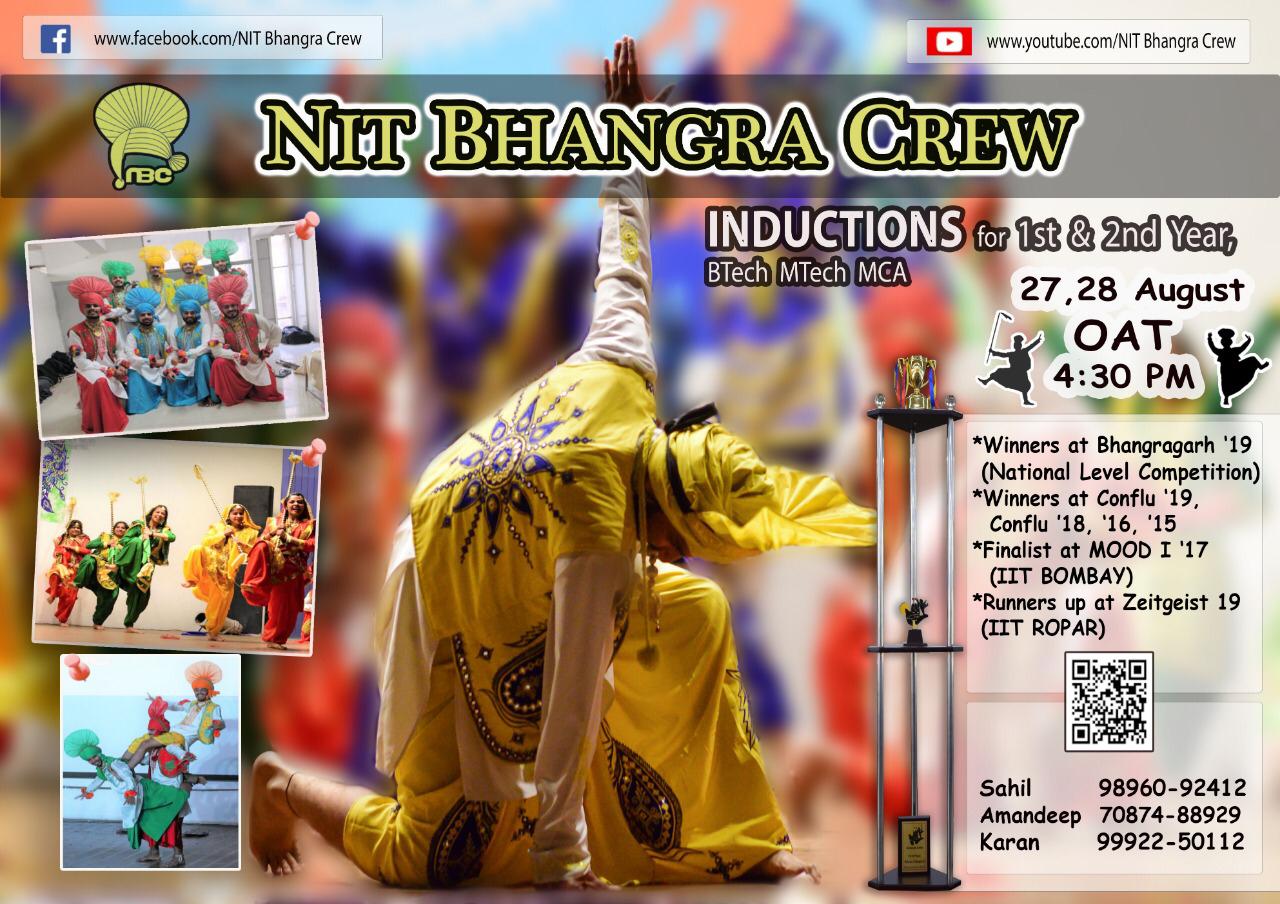 www.facebook.com/NIT Bhangra Crew
www.youtube.com/NIT Bhangra Crew
NBC
NIT BHANGRA CREW
INDUCTIONS for 1st & 2nd Year,
BTech MTech MCA
27,28 August
OAT
4:30 PM
*Winners at Bhangragarh '19
(National Level Competition)
*Winners at Conflu '19,
Conflu '18, '16, '15
*Finalist at MOOD I '17
(IIT BOMBAY)
*Runners up at Zeitgeist 19
(IIT ROPAR)
Sahil 98960-92412
Amandeep 70874-88929
Karan 99922-50112